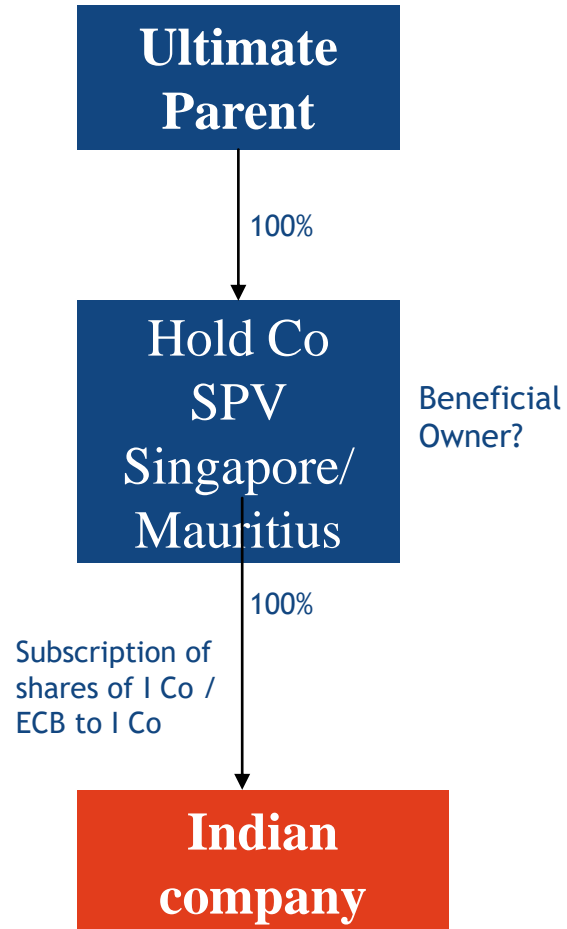 Ultimate
Parent
100%
Hold Co
SPV
Singapore/
Mauritius
Beneficial
Owner?
100%
Subscription of
shares of I Co /
ECB to I Co
Indian
company